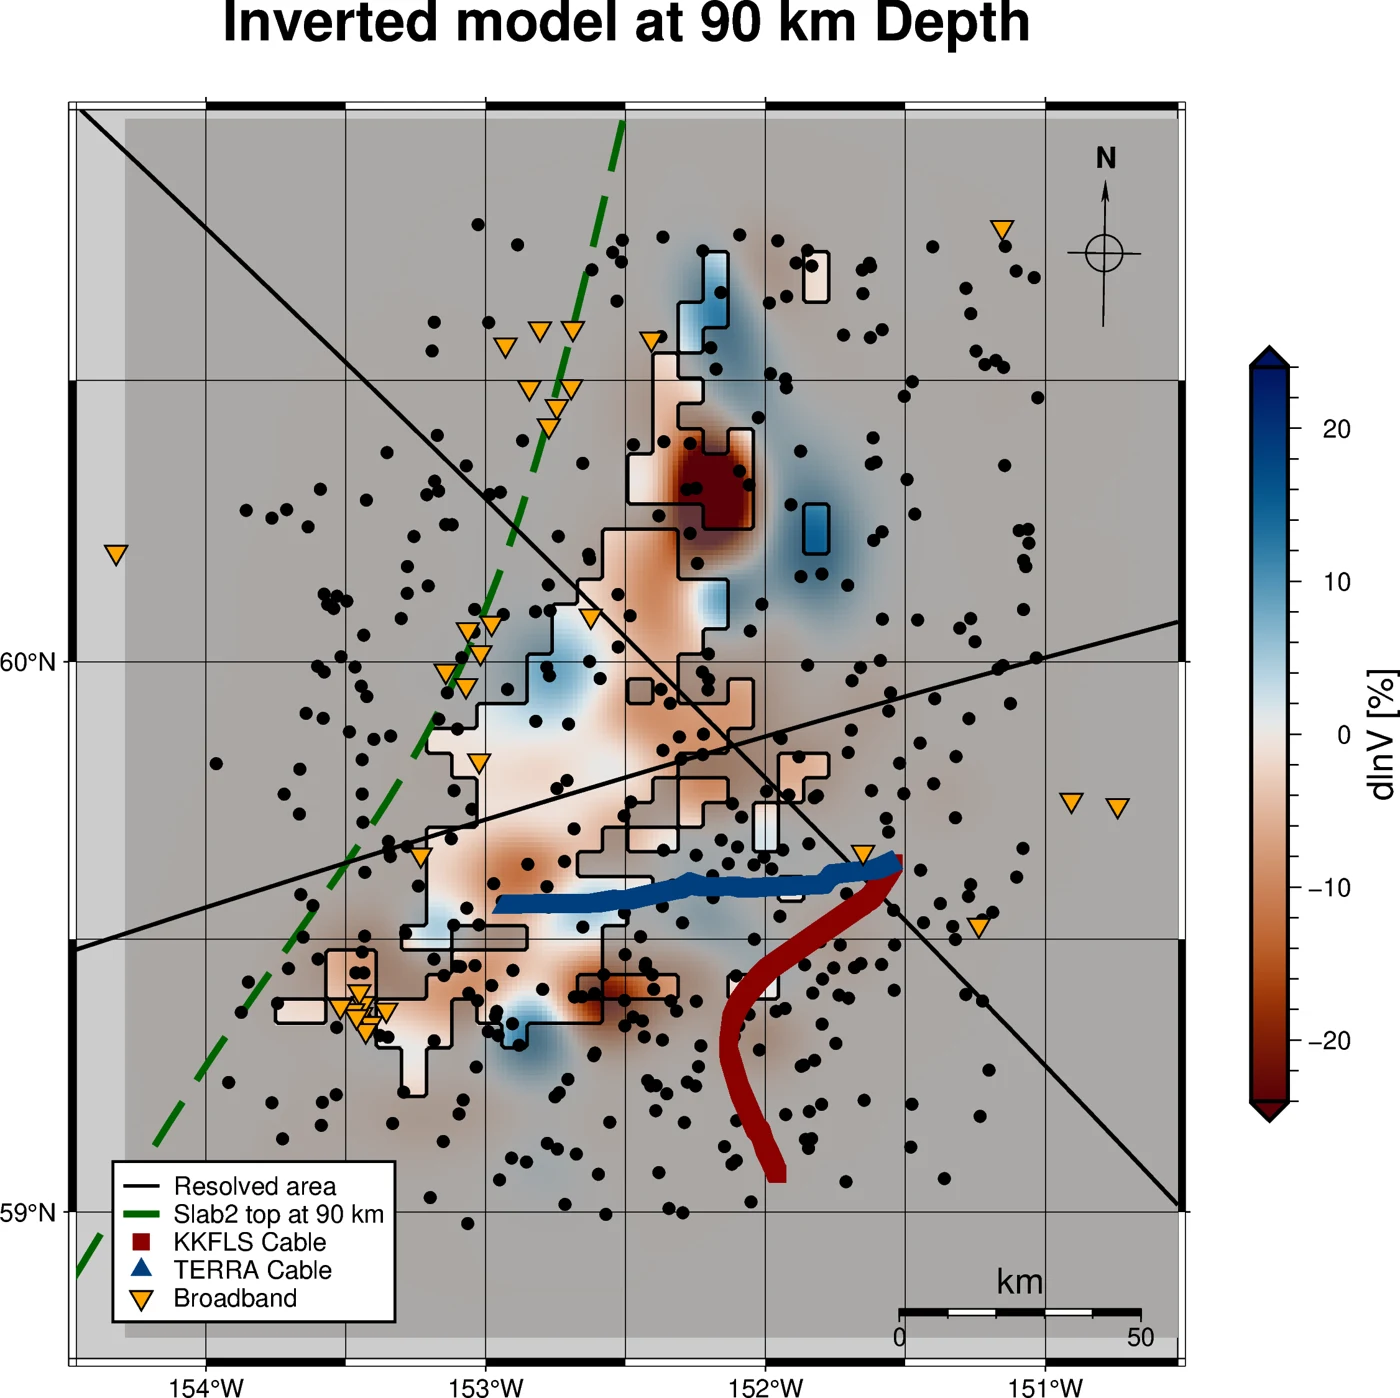 Inverted model at 90 km Depth
N
20
10
0
−10
−20
dlnV [%]
60°N
59°N
Resolved area
Slab2 top at 90 km
KKFLS Cable
TERRA Cable
Broadband
km
0 50
154°W 153°W 152°W 151°W